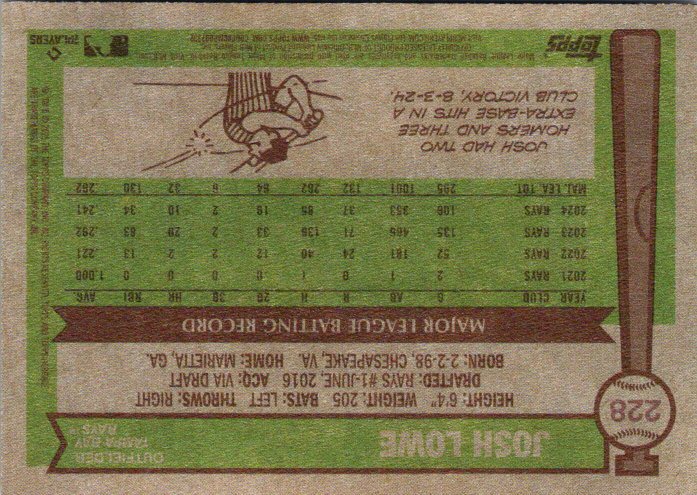 228
JOSH LOWE
OUTFIELDER
TAMPA BAY
RAYS
HEIGHT: 6'4" WEIGHT: 205 BATS: LEFT THROWS: RIGHT
DRAFTED: RAYS #1-JUNE, 2016 ACQ: VIA DRAFT
BORN: 2-2-98, CHESAPEAKE, VA. HOME: MARIETTA, GA.
MAJOR LEAGUE BATTING RECORD
YEAR CLUB G AB R H 2B 3B HR RBI AVG
2021 RAYS 2 1 0 1 0 0 0 0 1.000
2022 RAYS 52 181 24 40 12 2 2 13 .221
2023 RAYS 135 466 71 136 33 2 20 83 .292
2024 RAYS 106 353 37 85 19 2 10 34 .241
MAJ. LEA TOT. 295 1001 132 262 64 6 32 130 .262
JOSH HAD TWO
HOMERS AND THREE
EXTRA-BASE HITS IN A
CLUB VICTORY, 8-3-24.
topps
PLAYERS